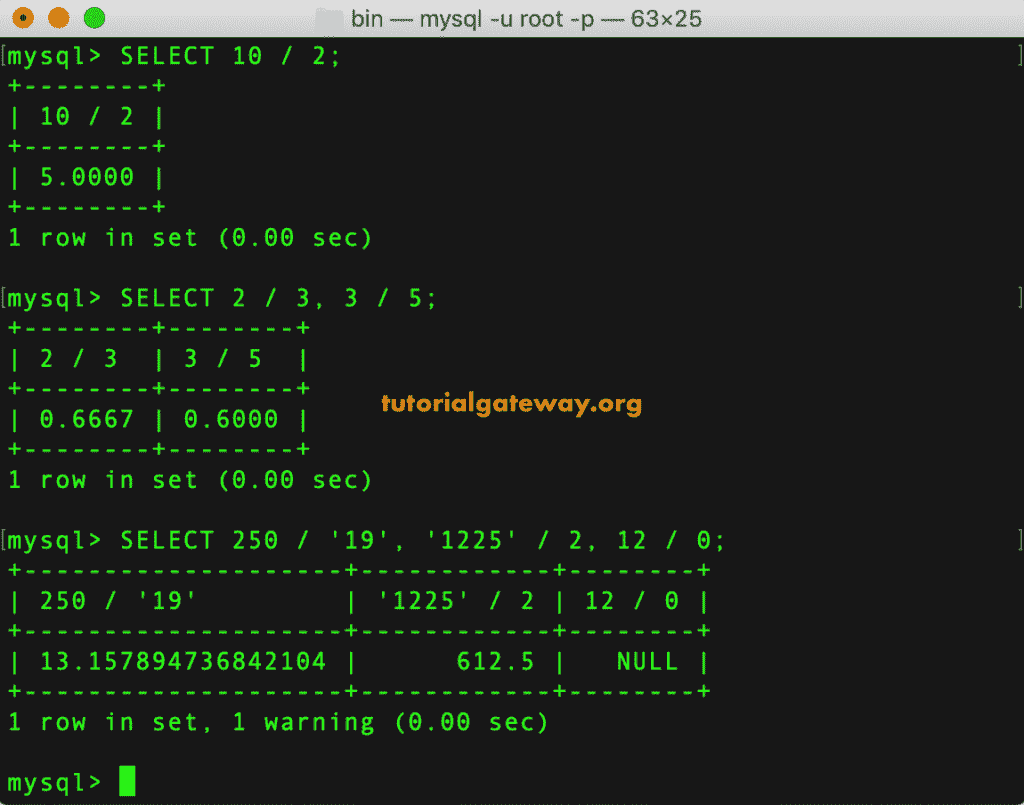 bin — mysql -u root -p — 63×25
[mysql> SELECT 10 / 2; ]
+--------+
| 10 / 2 |
+--------+
| 5.0000 |
+--------+
1 row in set (0.00 sec)
[mysql> SELECT 2 / 3, 3 / 5; ]
+--------+--------+
| 2 / 3  | 3 / 5  |
+--------+--------+
| 0.6667 | 0.6000 |
+--------+--------+
tutorialgateway.org
1 row in set (0.00 sec)
[mysql> SELECT 250 / '19', '1225' / 2, 12 / 0; ]
+--------------------+------------+--------+
| 250 / '19'         | '1225' / 2 | 12 / 0 |
+--------------------+------------+--------+
| 13.157894736842104 |      612.5 |   NULL |
+--------------------+------------+--------+
1 row in set, 1 warning (0.00 sec)
mysql>